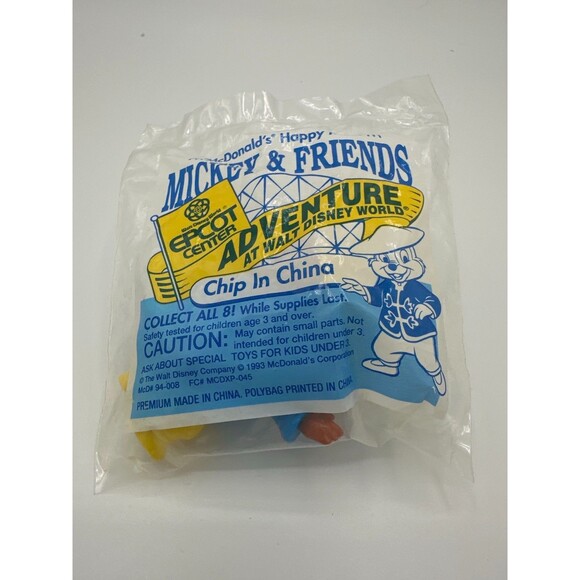 McDonald's® Happy
MICKEY & FRIENDS
Walt Disney World®
EPCOT
CENTER
ADVENTURE
AT WALT DISNEY WORLD®
Chip In China
COLLECT ALL 8! While Supplies Last.
Safety tested for children age 3 and over.
CAUTION: May contain small parts. Not
intended for children under 3.
ASK ABOUT SPECIAL TOYS FOR KIDS UNDER 3.
© The Walt Disney Company © 1993 McDonald's Corporation
McD# 94-008 FC# MCDXP-045
PREMIUM MADE IN CHINA, POLYBAG PRINTED IN CHINA.